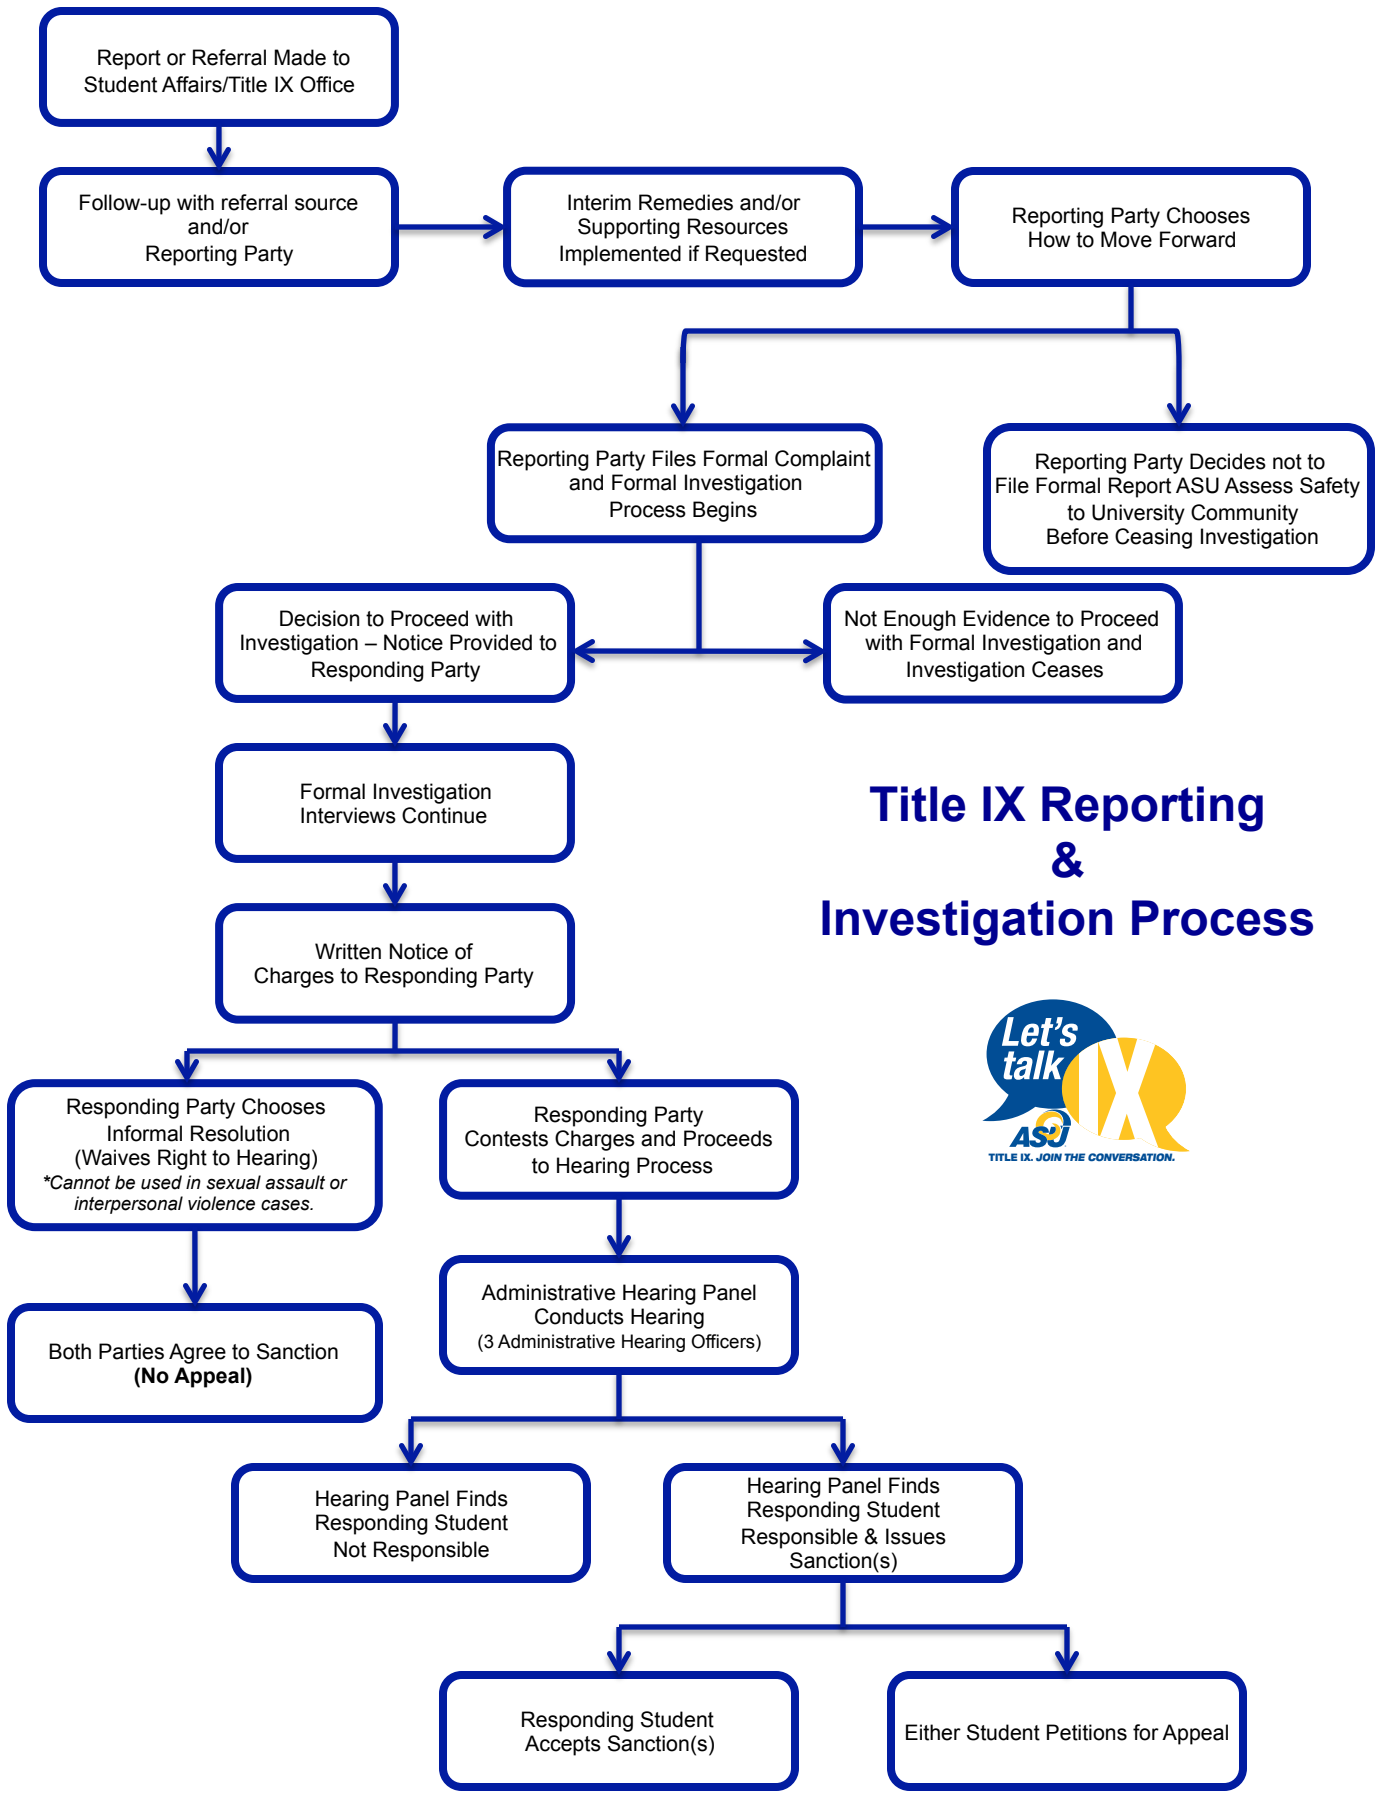 Report or Referral Made to
Student Affairs/Title IX Office
Follow-up with referral source
and/or
Reporting Party
Interim Remedies and/or
Supporting Resources
Implemented if Requested
Reporting Party Chooses
How to Move Forward
Reporting Party Files Formal Complaint
and Formal Investigation
Process Begins
Reporting Party Decides not to
File Formal Report ASU Assess Safety
to University Community
Before Ceasing Investigation
Decision to Proceed with
Investigation – Notice Provided to
Responding Party
Not Enough Evidence to Proceed
with Formal Investigation and
Investigation Ceases
Formal Investigation
Interviews Continue
Title IX Reporting
&
Investigation Process
Written Notice of
Charges to Responding Party
Let's
talk
IX
ASU
TITLE IX. JOIN THE CONVERSATION.
Responding Party Chooses
Informal Resolution
(Waives Right to Hearing)
*Cannot be used in sexual assault or
interpersonal violence cases.
Responding Party
Contests Charges and Proceeds
to Hearing Process
Both Parties Agree to Sanction
(No Appeal)
Administrative Hearing Panel
Conducts Hearing
(3 Administrative Hearing Officers)
Hearing Panel Finds
Responding Student
Not Responsible
Hearing Panel Finds
Responding Student
Responsible & Issues
Sanction(s)
Responding Student
Accepts Sanction(s)
Either Student Petitions for Appeal